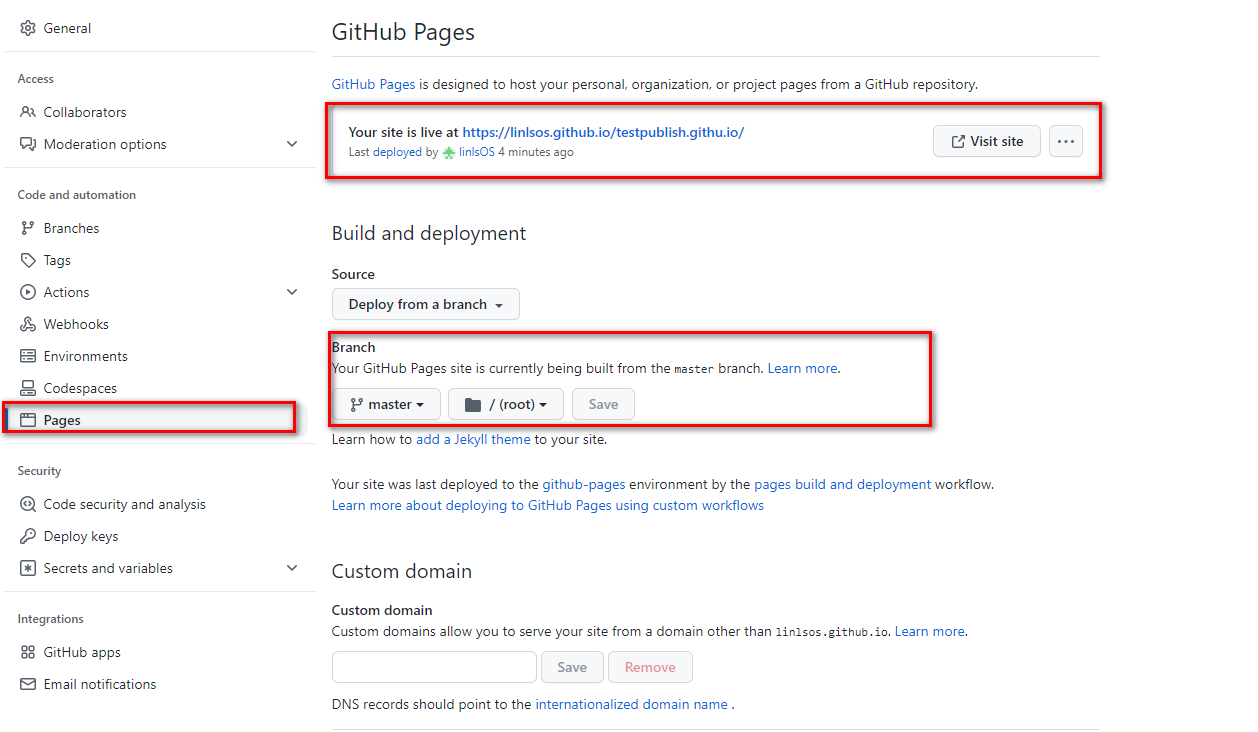 General
Access
Collaborators
Moderation options
Code and automation
Branches
Tags
Actions
Webhooks
Environments
Codespaces
Pages
Security
Code security and analysis
Deploy keys
Secrets and variables
Integrations
GitHub apps
Email notifications
GitHub Pages
GitHub Pages is designed to host your personal, organization, or project pages from a GitHub repository.
Your site is live at https://linlsos.github.io/testpublish.githu.io/
Last deployed by linlsOS 4 minutes ago
Visit site
Build and deployment
Source
Deploy from a branch
Branch
Your GitHub Pages site is currently being built from the master branch. Learn more.
master / (root) Save
Learn how to add a Jekyll theme to your site.
Your site was last deployed to the github-pages environment by the pages build and deployment workflow.
Learn more about deploying to GitHub Pages using custom workflows
Custom domain
Custom domain
Custom domains allow you to serve your site from a domain other than linlsos.github.io. Learn more.
Save Remove
DNS records should point to the internationalized domain name .